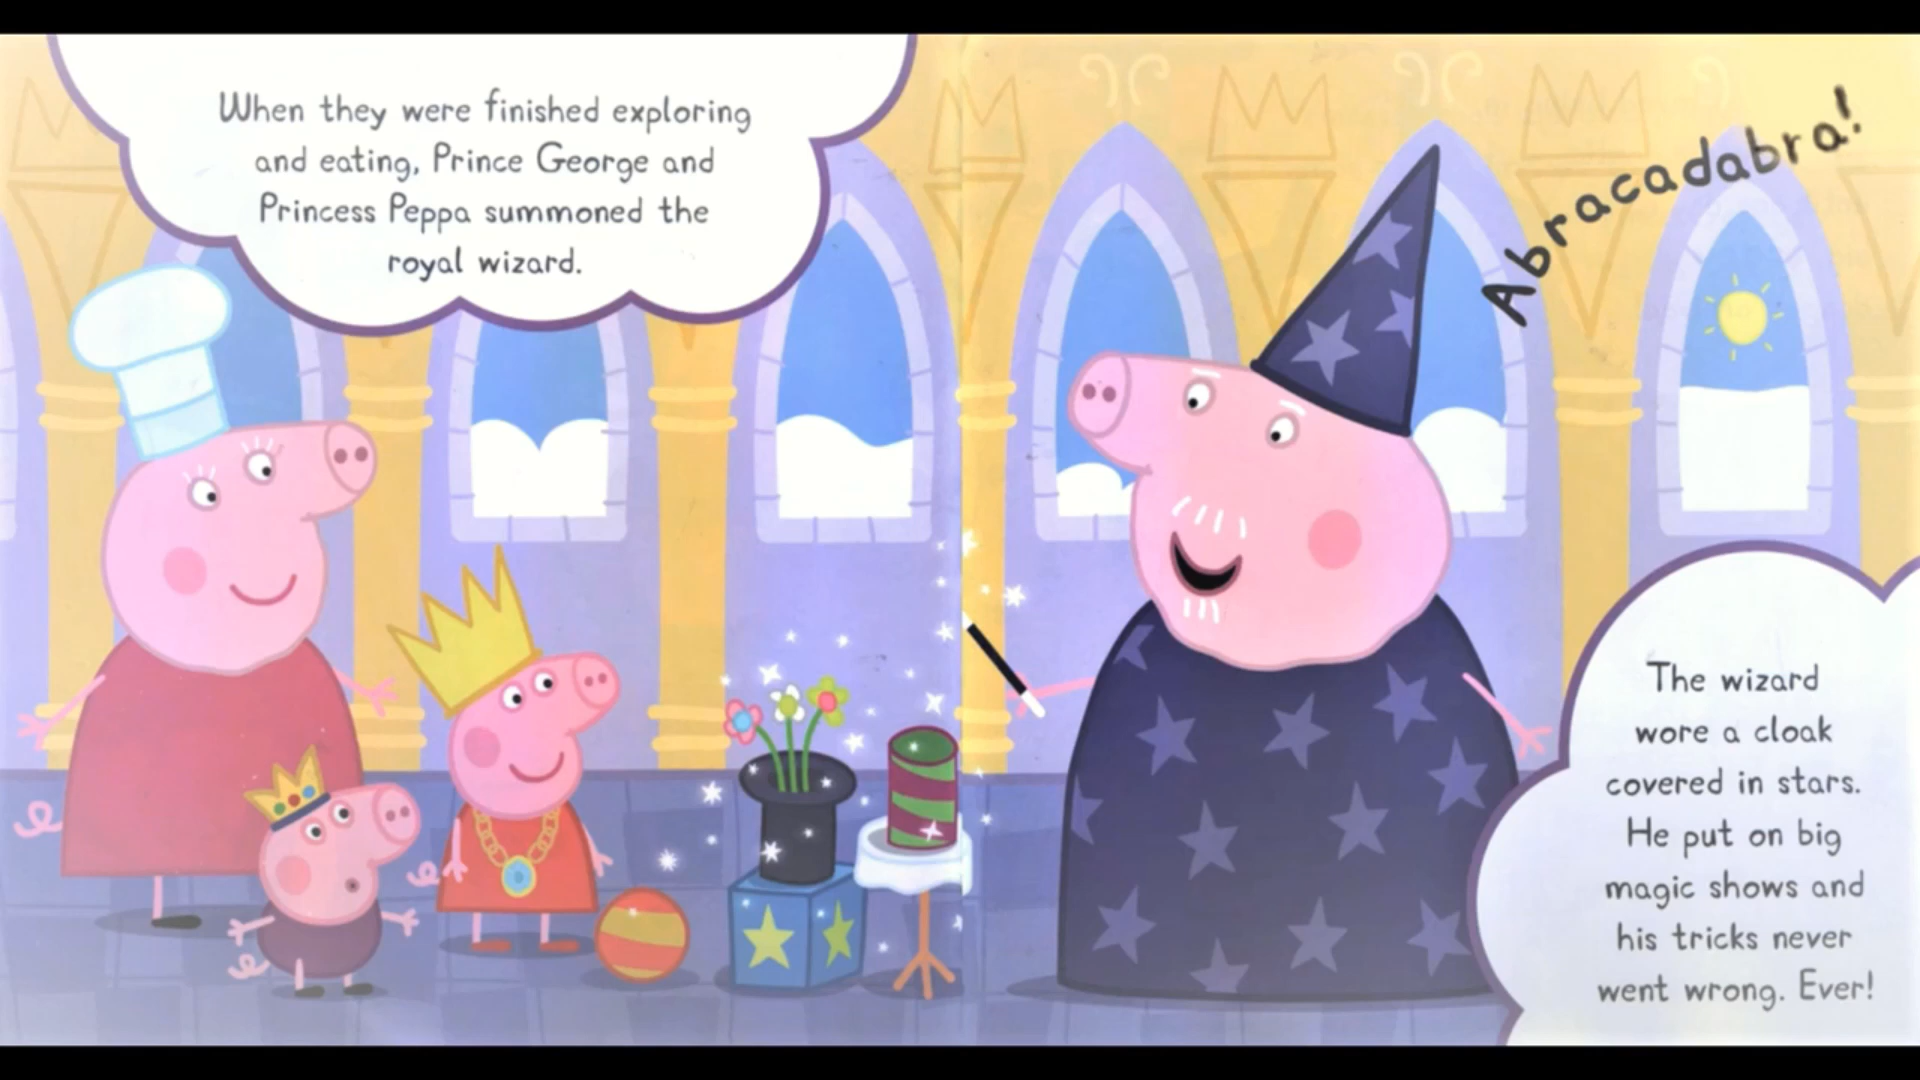 When they were finished exploring
and eating, Prince George and
Princess Peppa summoned the
royal wizard.
Abracadabra!
The wizard
wore a cloak
covered in stars.
He put on big
magic shows and
his tricks never
went wrong. Ever!